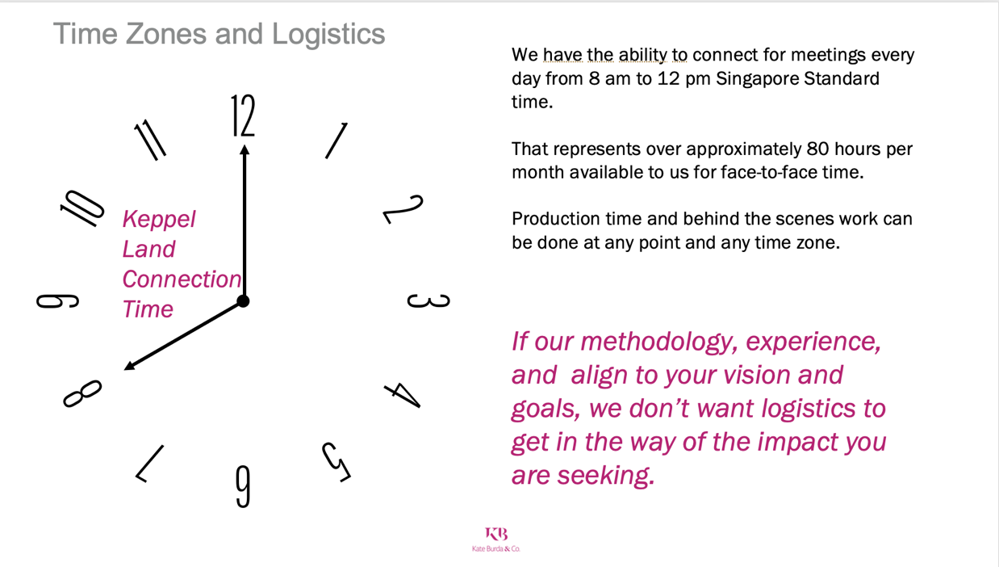 Time Zones and Logistics
12
1
2
3
4
5
6
7
8
9
10
11
Keppel
Land
Connection
Time
We have the ability to connect for meetings every
day from 8 am to 12 pm Singapore Standard
time.
That represents over approximately 80 hours per
month available to us for face-to-face time.
Production time and behind the scenes work can
be done at any point and any time zone.
If our methodology, experience,
and  align to your vision and
goals, we don’t want logistics to
get in the way of the impact you
are seeking.
KB
Kate Burda & Co.